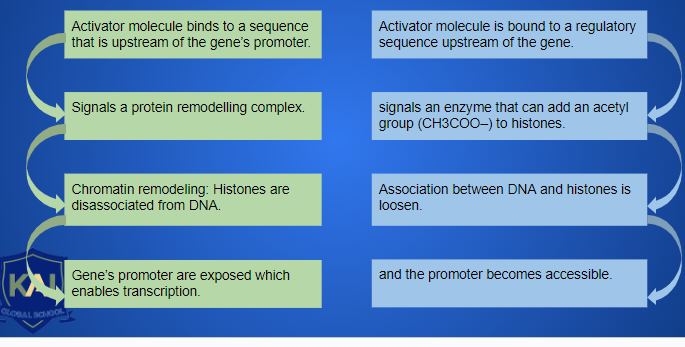 Activator molecule binds to a sequence
that is upstream of the gene's promoter.
Signals a protein remodelling complex.
Chromatin remodeling: Histones are
disassociated from DNA.
Gene's promoter are exposed which
enables transcription.
Activator molecule is bound to a regulatory
sequence upstream of the gene.
signals an enzyme that can add an acetyl
group (CH3COO–) to histones.
Association between DNA and histones is
loosen.
and the promoter becomes accessible.
KAI
GLOBAL SCHOOL